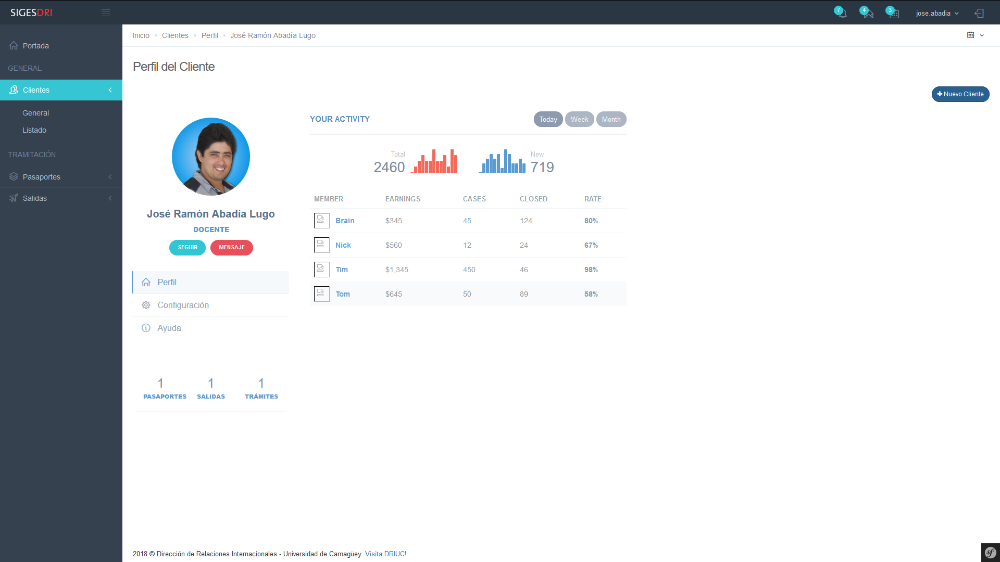 SIGESDRI
7
4
3
jose.abadia
Inicio • Clientes • Perfil • José Ramón Abadía Lugo
Portada
GENERAL
Clientes
General
Listado
TRAMITACIÓN
Pasaportes
Salidas
Perfil del Cliente
Nuevo Cliente
José Ramón Abadía Lugo
DOCENTE
SEGUIR MENSAJE
Perfil
Configuración
Ayuda
1 1 1
PASAPORTES SALIDAS TRÁMITES
YOUR ACTIVITY
Today Week Month
Total
2460
New
719
MEMBER EARNINGS CASES CLOSED RATE
Brain $345 45 124 80%
Nick $560 12 24 67%
Tim $1,345 450 46 98%
Tom $645 50 89 58%
2018 © Dirección de Relaciones Internacionales - Universidad de Camagüey. Visita DRIUC!
sf